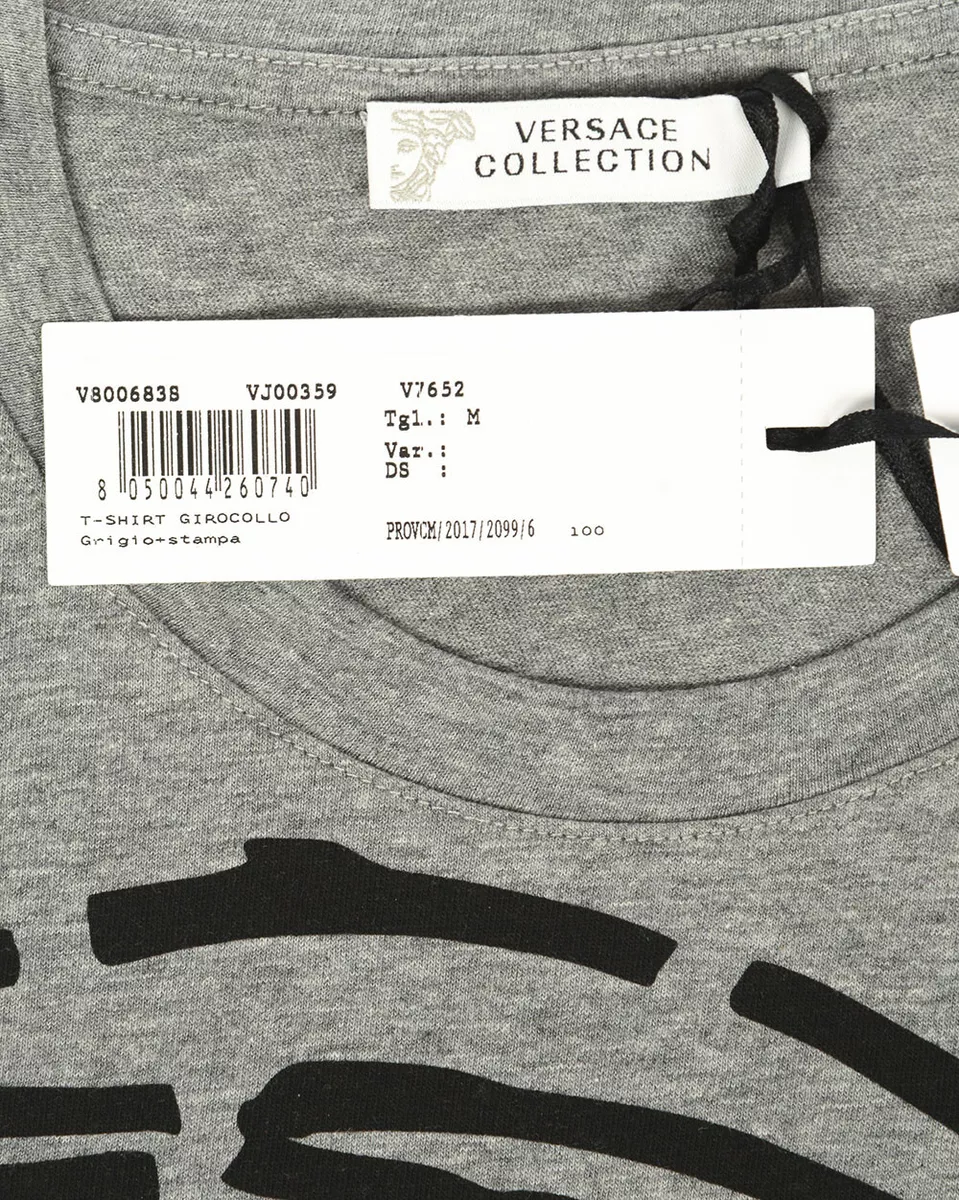 VERSACE
COLLECTION
V800683S VJ00359 V7652
Tgl.: M
Var.:
DS :
8 050044 260740
T-SHIRT GIROCOLLO
Grigio+stampa
PROVCM/2017/2099/6 100